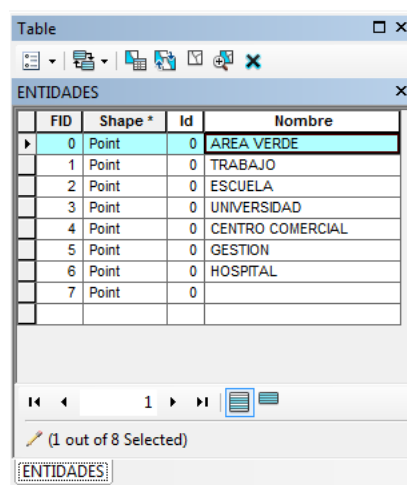 Table
ENTIDADES
FID Shape * Id Nombre
0 Point 0 AREA VERDE
1 Point 0 TRABAJO
2 Point 0 ESCUELA
3 Point 0 UNIVERSIDAD
4 Point 0 CENTRO COMERCIAL
5 Point 0 GESTION
6 Point 0 HOSPITAL
7 Point 0
1
(1 out of 8 Selected)
ENTIDADES